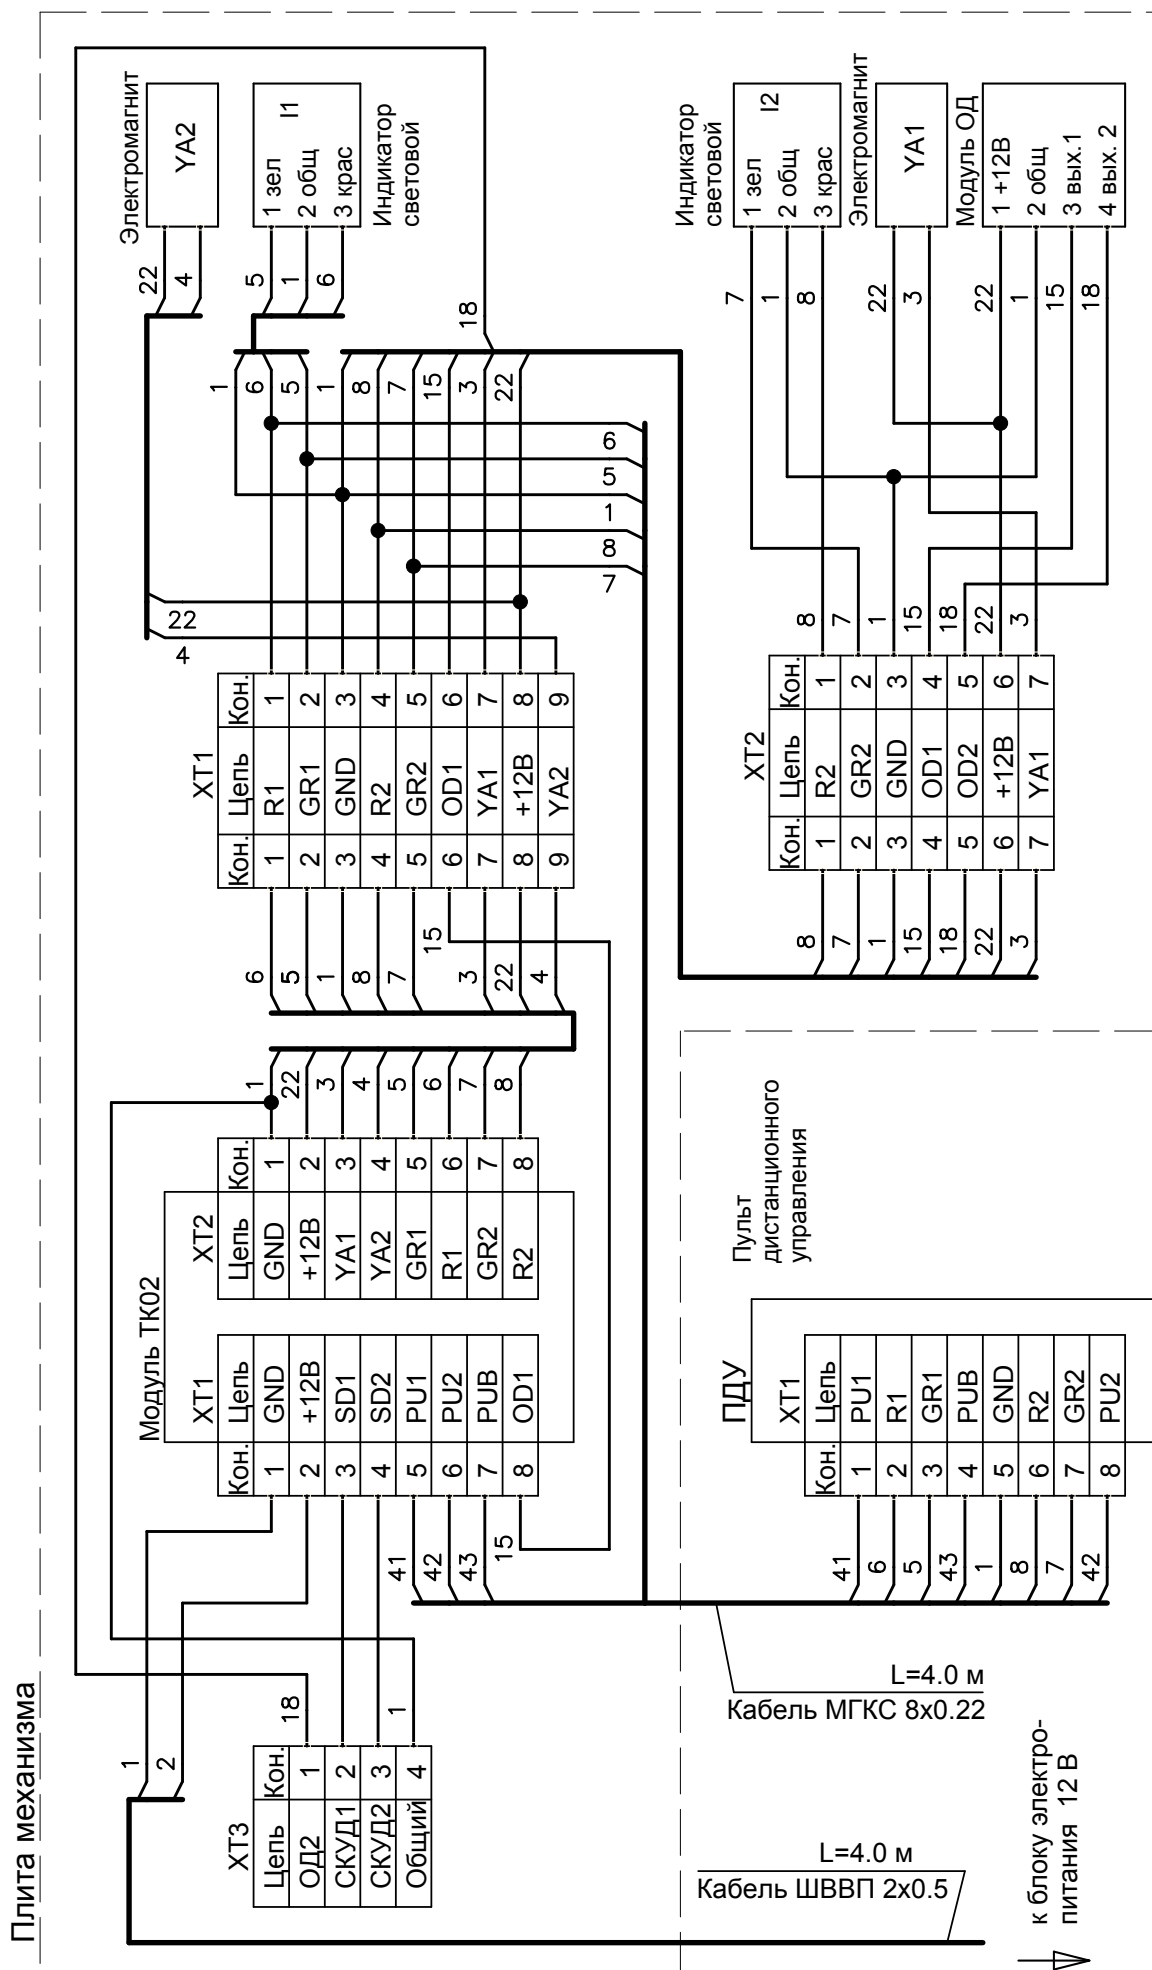 Плита механизма
Электромагнит
YA2
22
4
I1
1 зел
2 общ
3 крас
Индикатор
световой
5
1
6
18
1
6
5
1
8
7
15
3
22
6
5
1
8
7
22
4
XT1
Кон. Цепь Кон.
1 R1 1
2 GR1 2
3 GND 3
4 R2 4
5 GR2 5
6 OD1 6
7 YA1 7
8 +12В 8
9 YA2 9
6
5
1
8
7
15
3
22
4
1
22
3
4
5
6
7
8
Модуль ТК02
XT2
Цепь Кон.
GND 1
+12В 2
YA1 3
YA2 4
GR1 5
R1 6
GR2 7
R2 8
XT1
Кон. Цепь
1 GND
2 +12В
3 SD1
4 SD2
5 PU1
6 PU2
7 PUB
8 OD1
41
42
43
15
1
2
18
1
XT3
Цепь Кон.
ОД2 1
СКУД1 2
СКУД2 3
Общий 4
Индикатор
световой
I2
1 зел
2 общ
3 крас
7
1
8
Электромагнит
YA1
22
3
Модуль ОД
1 +12В
2 общ
3 вых.1
4 вых. 2
22
1
15
18
8
7
1
15
18
22
3
XT2
Кон. Цепь Кон.
1 R2 1
2 GR2 2
3 GND 3
4 OD1 4
5 OD2 5
6 +12В 6
7 YA1 7
8
7
1
15
18
22
3
Пульт
дистанционного
управления
ПДУ
XT1
Кон. Цепь
1 PU1
2 R1
3 GR1
4 PUB
5 GND
6 R2
7 GR2
8 PU2
41
6
5
43
1
8
7
42
L=4.0 м
Кабель МГКС 8х0.22
L=4.0 м
Кабель ШВВП 2х0.5
к блоку электро-
питания 12 В